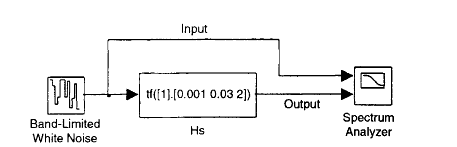 Input
tf([1].[0.001 0.03 2])
Output
Band-Limited
White Noise
Hs
Spectrum
Analyzer